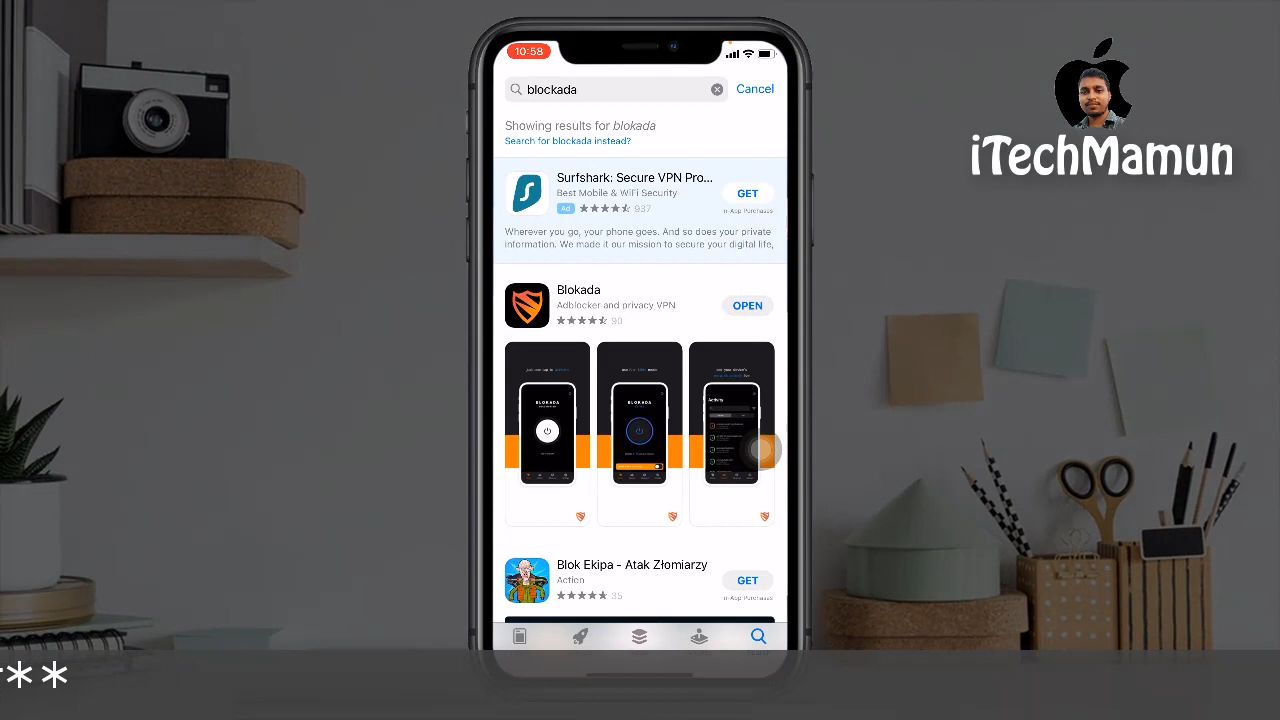 10:58
blockada
Cancel
Showing results for blokada
Search for blockada instead?
Surfshark: Secure VPN Pro...
Best Mobile & WiFi Security
Ad
937
GET
In-App Purchases
Wherever you go, your phone goes. And so does your private
information. We made it our mission to secure your digital life,
Blokada
Adblocker and privacy VPN
90
OPEN
BLOKADA
BLOKADA
Activity
Blok Ekipa - Atak Złomiarzy
Action
35
GET
In-App Purchases
iTechMamun
**